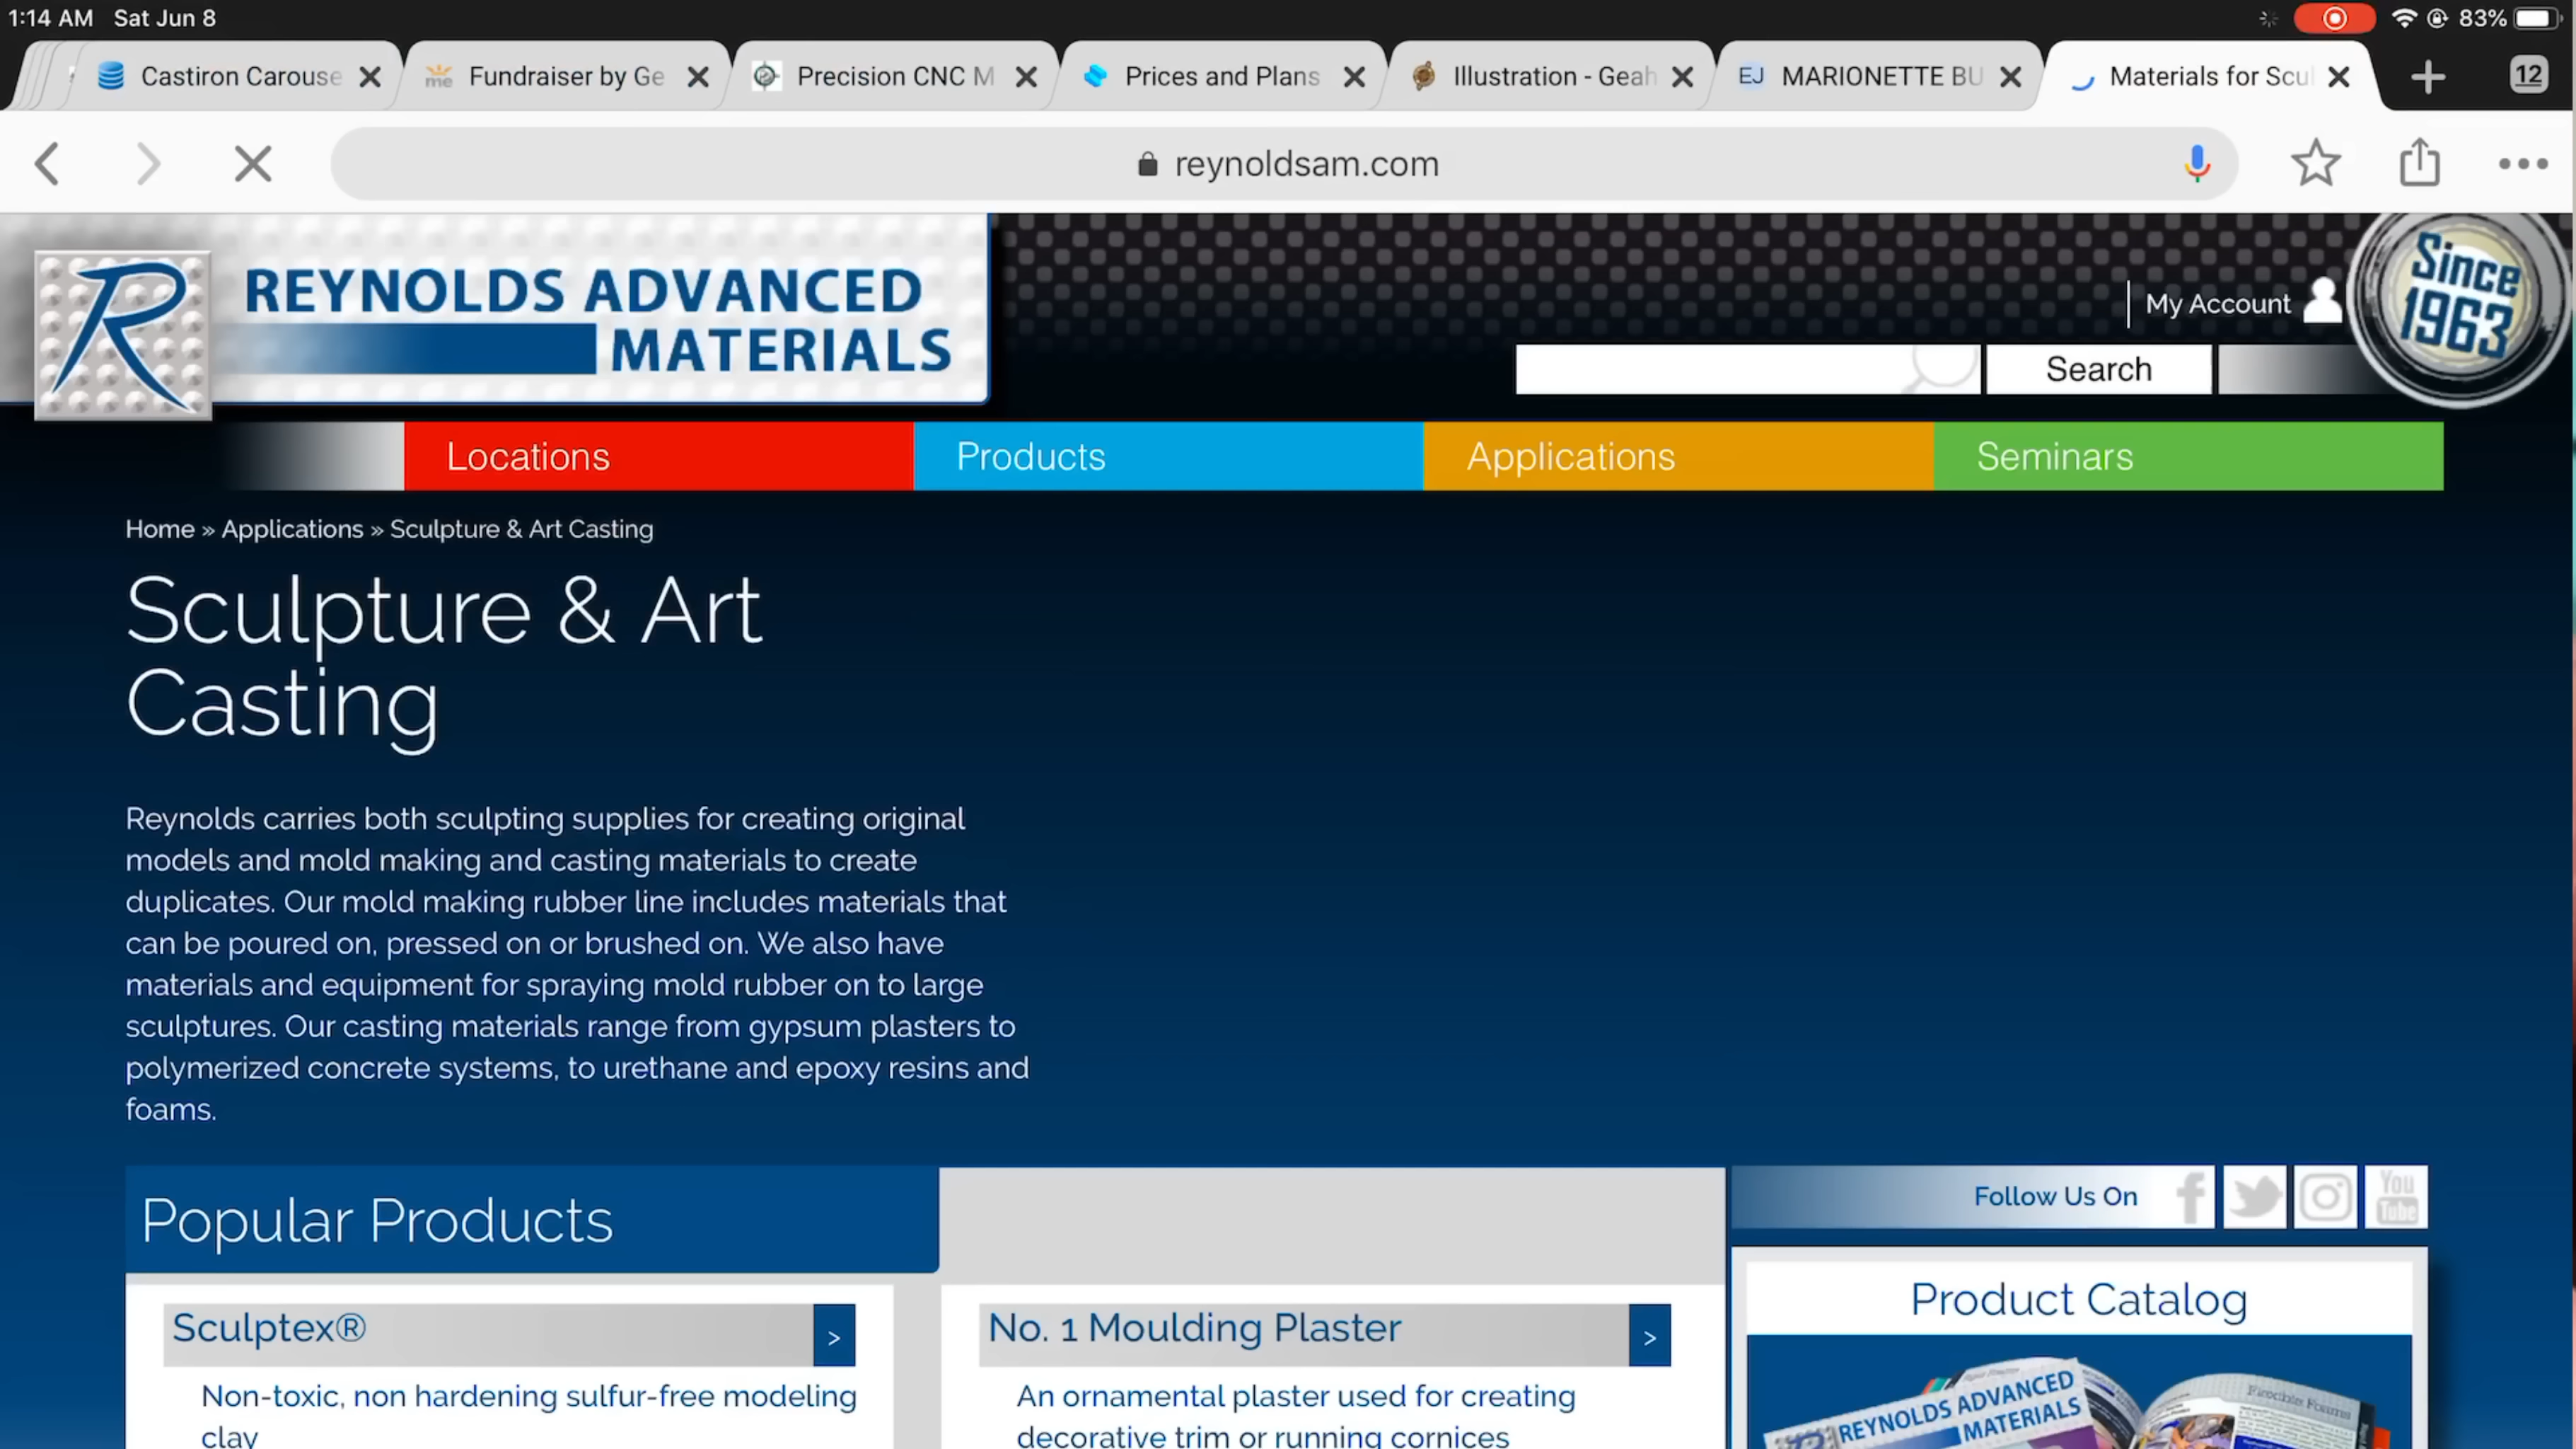 1:14 AM Sat Jun 8
83%
Castiron Carouse
me Fundraiser by Ge
Precision CNC M
Prices and Plans
Illustration - Geah
EJ MARIONETTE BU
Materials for Scul
12
reynoldsam.com
R
REYNOLDS ADVANCED
MATERIALS
My Account
Since
1963
Search
Locations
Products
Applications
Seminars
Home » Applications » Sculpture & Art Casting
Sculpture & Art
Casting
Reynolds carries both sculpting supplies for creating original
models and mold making and casting materials to create
duplicates. Our mold making rubber line includes materials that
can be poured on, pressed on or brushed on. We also have
materials and equipment for spraying mold rubber on to large
sculptures. Our casting materials range from gypsum plasters to
polymerized concrete systems, to urethane and epoxy resins and
foams.
Popular Products
Sculptex®
>
Non-toxic, non hardening sulfur-free modeling
clay
No. 1 Moulding Plaster
>
An ornamental plaster used for creating
decorative trim or running cornices
Follow Us On
f
You
Tube
Product Catalog
REYNOLDS ADVANCED
MATERIALS
Flexible Foams